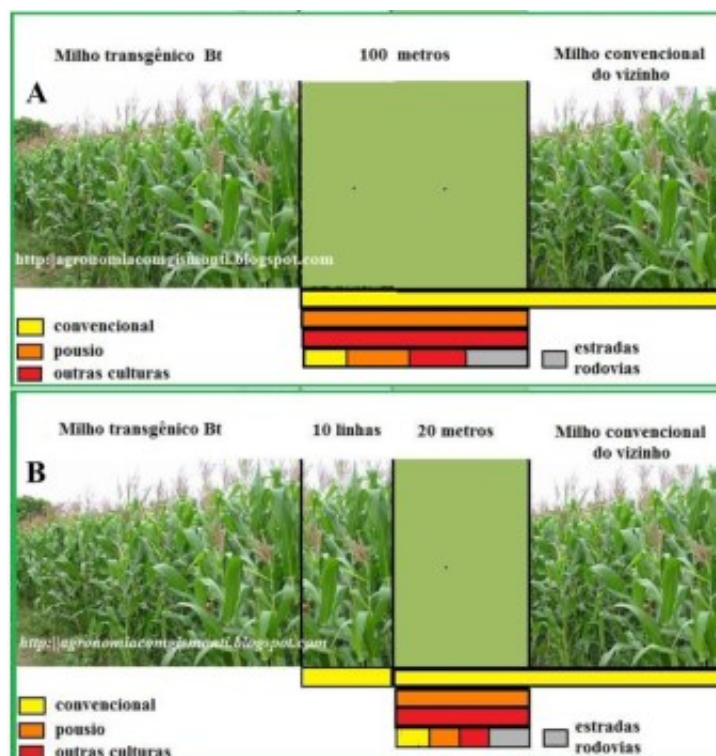 Milho transgênico Bt
100 metros
Milho convencional
do vizinho
A
http://agronomiacomgismonti.blogspot.com
convencional
pousio
outras culturas
estradas
rodovias
Milho transgênico Bt
10 linhas
20 metros
Milho convencional
do vizinho
B
http://agronomiacomgismonti.blogspot.com
convencional
pousio
outras culturas
estradas
rodovias